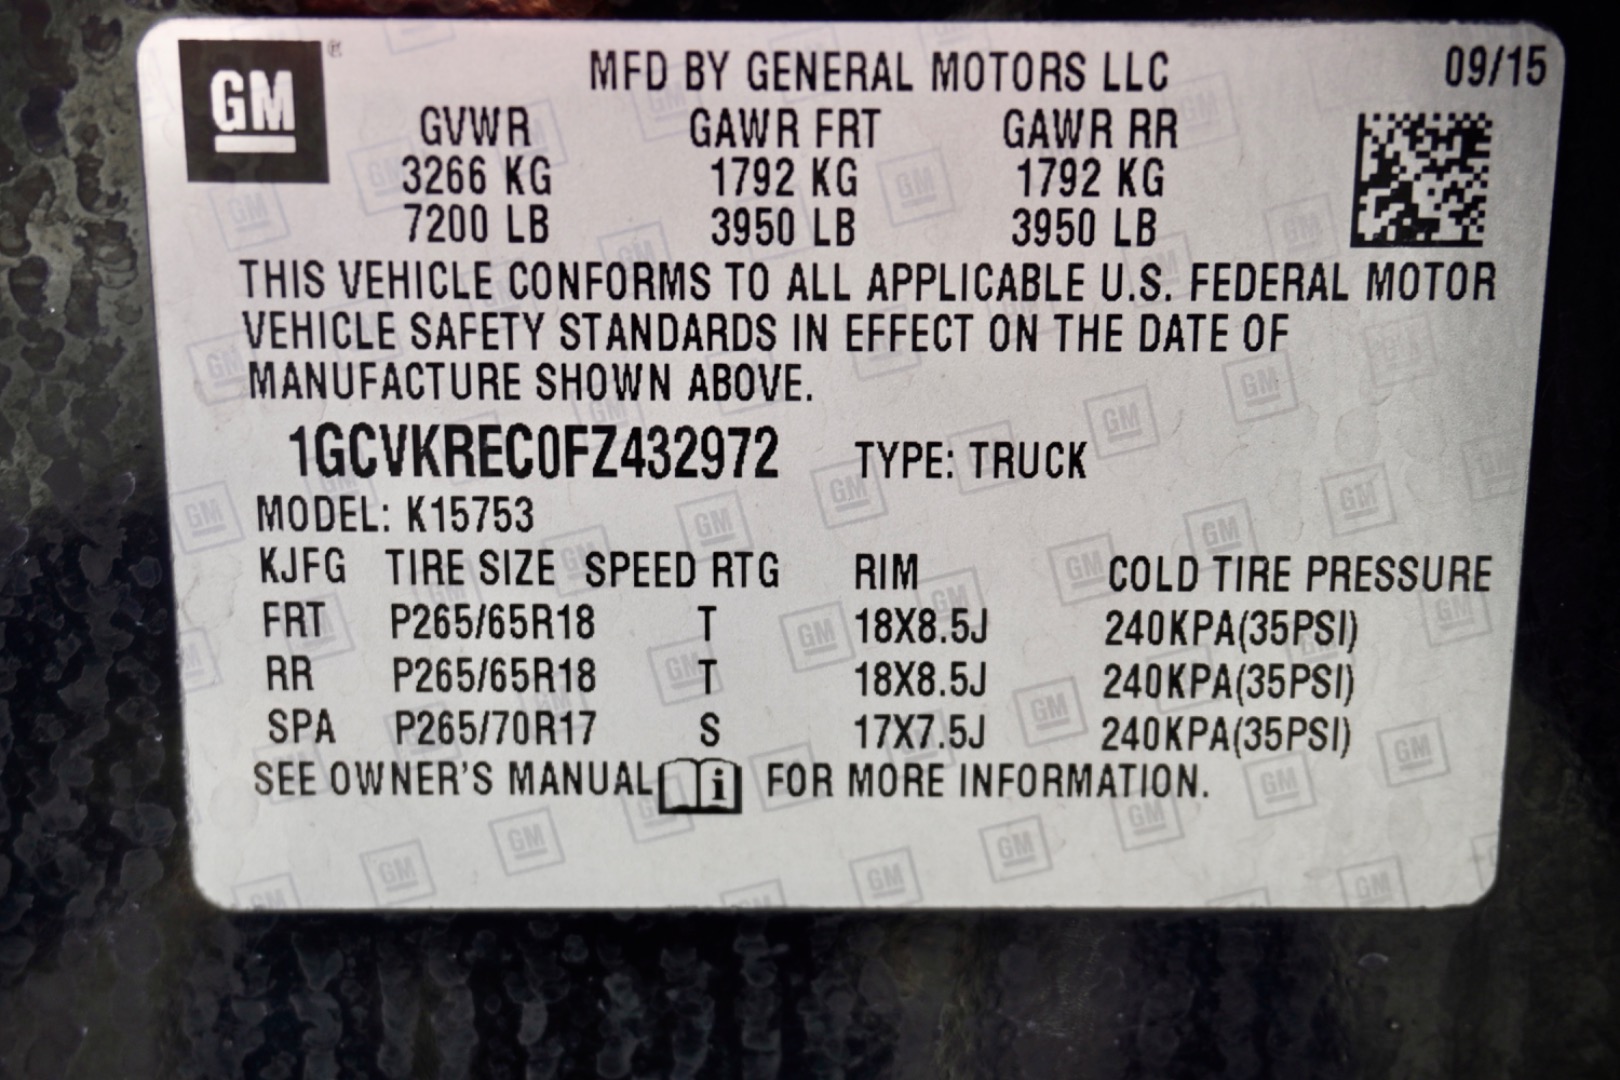 GM ® MFD BY GENERAL MOTORS LLC 09/15
GVWR GAWR FRT GAWR RR
3266 KG 1792 KG 1792 KG
7200 LB 3950 LB 3950 LB
THIS VEHICLE CONFORMS TO ALL APPLICABLE U.S. FEDERAL MOTOR
VEHICLE SAFETY STANDARDS IN EFFECT ON THE DATE OF
MANUFACTURE SHOWN ABOVE.
1GCVKREC0FZ432972 TYPE: TRUCK
MODEL: K15753
KJFG TIRE SIZE SPEED RTG RIM COLD TIRE PRESSURE
FRT P265/65R18 T 18X8.5J 240KPA(35PSI)
RR P265/65R18 T 18X8.5J 240KPA(35PSI)
SPA P265/70R17 S 17X7.5J 240KPA(35PSI)
SEE OWNER'S MANUAL i FOR MORE INFORMATION.